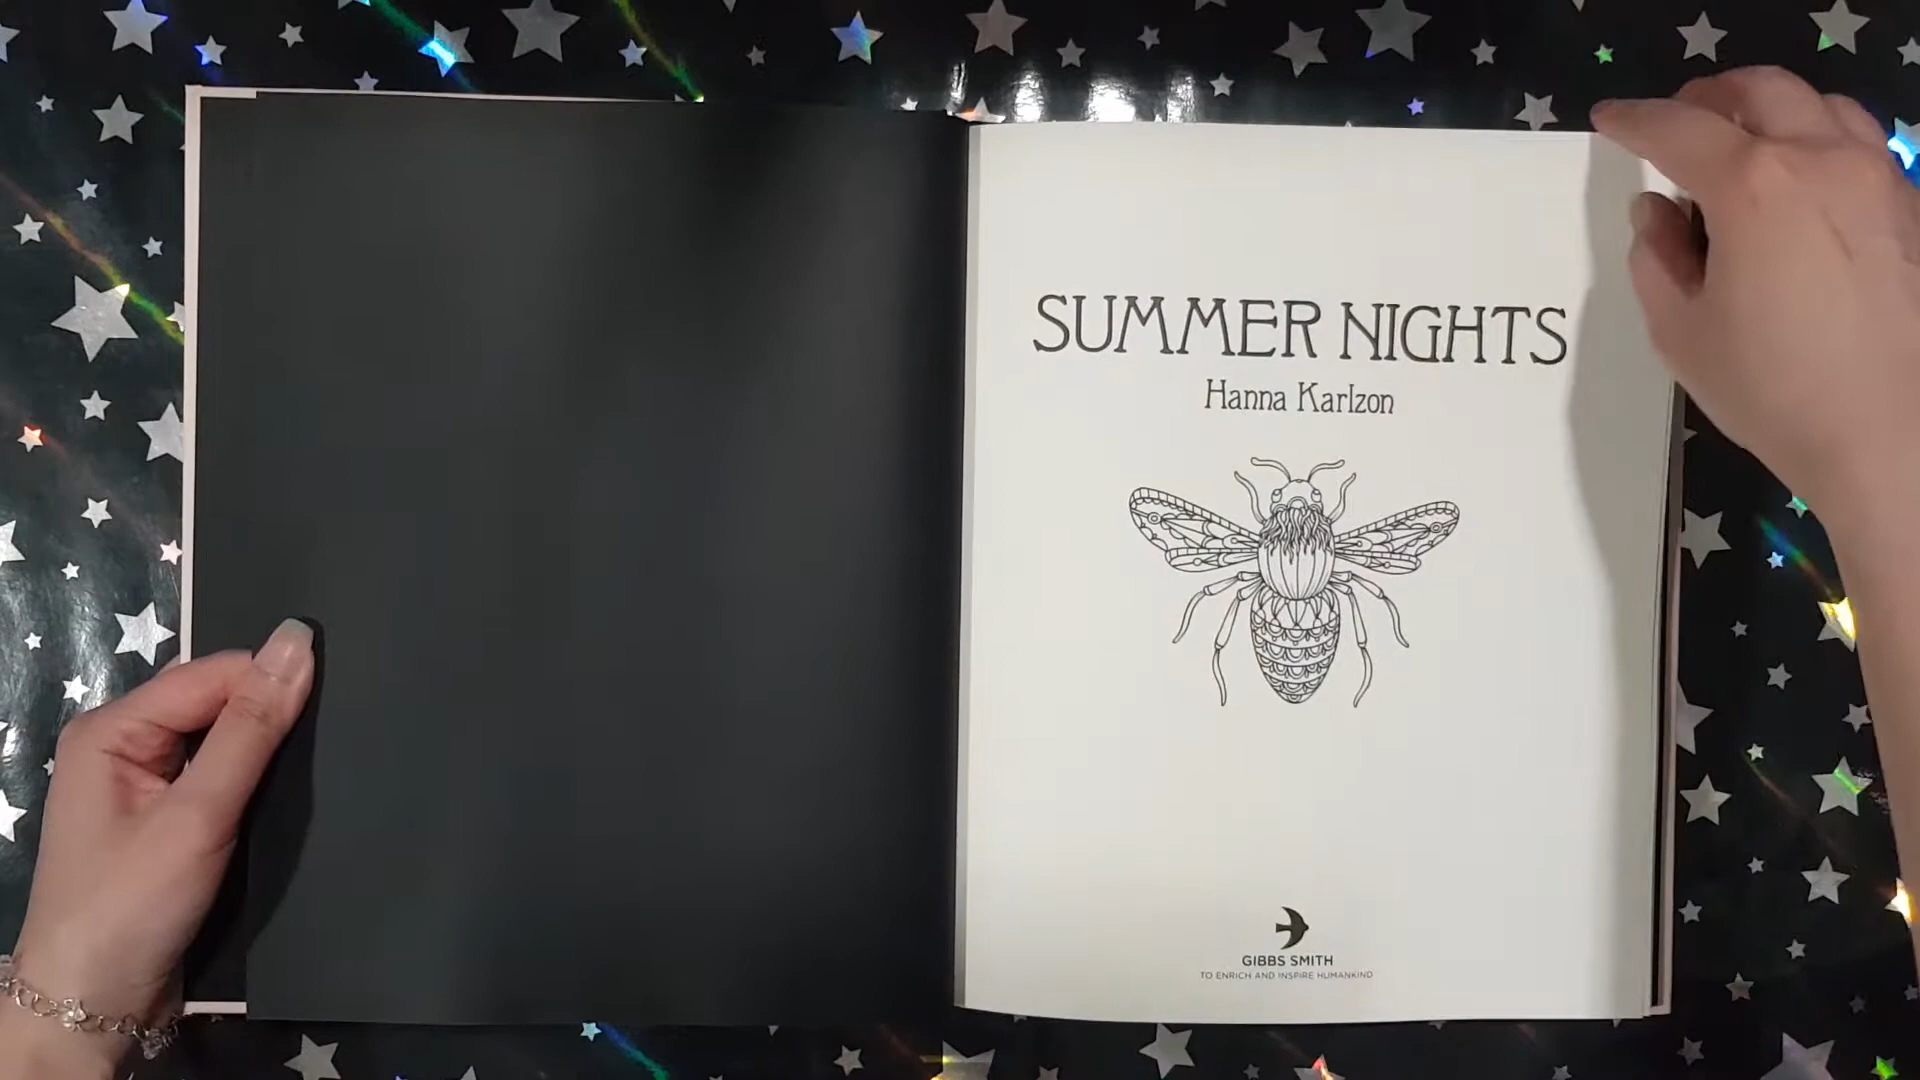 SUMMER NIGHTS
Hanna Karlzon
GIBBS SMITH
TO ENRICH AND INSPIRE HUMANKIND